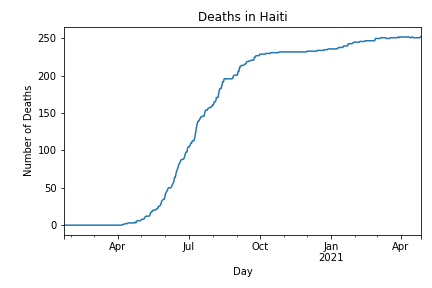 Deaths in Haiti
Number of Deaths
250
200
150
100
50
0
Apr
Jul
Oct
Jan
2021
Apr
Day